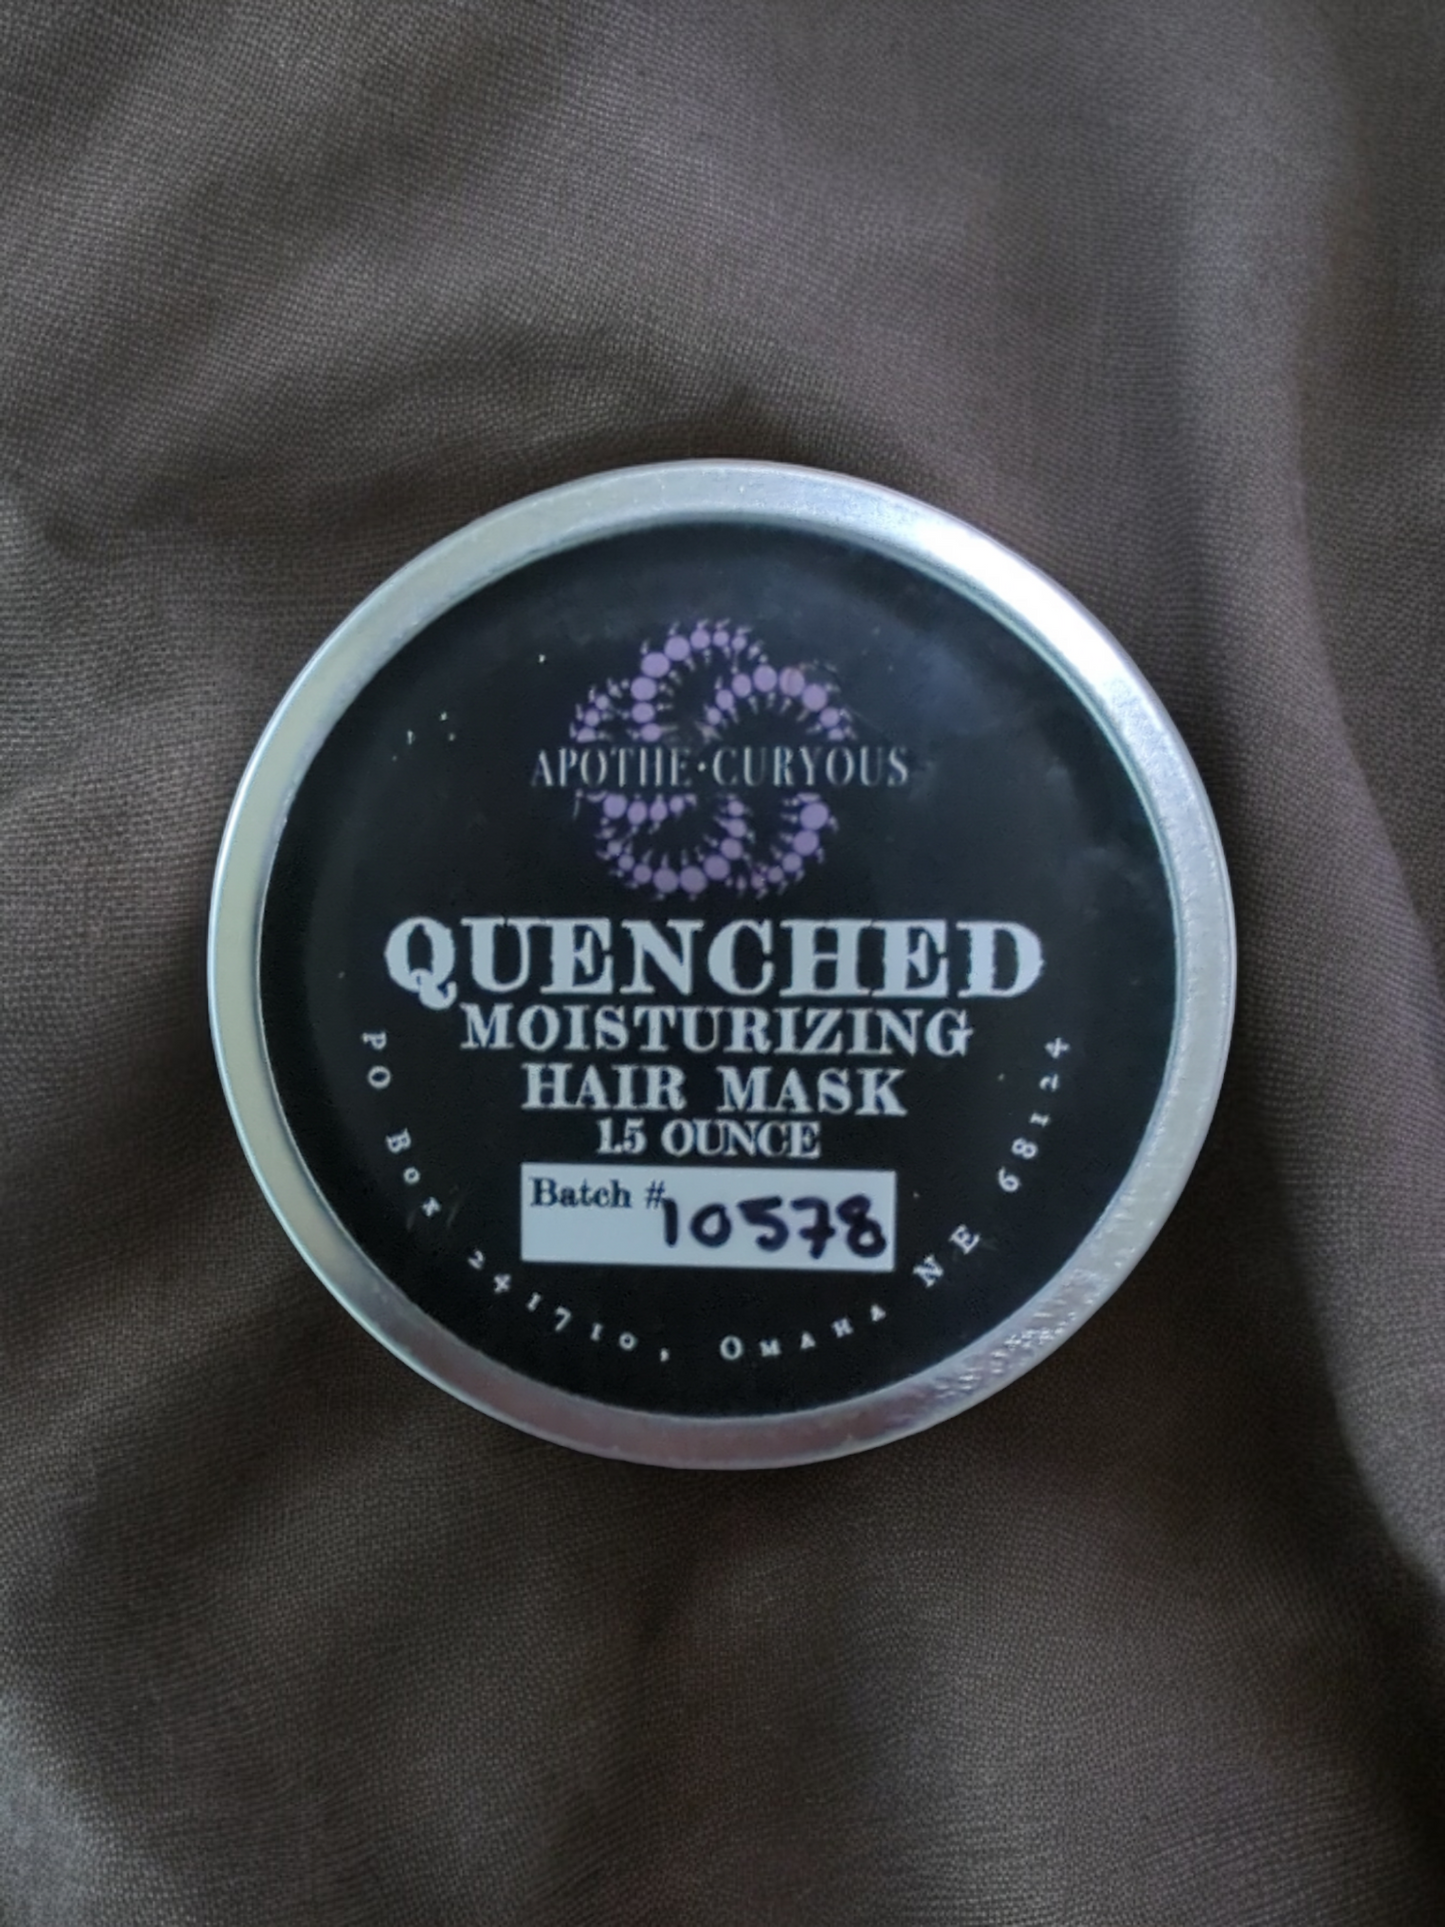 APOTHE·CURYOUS
QUENCHED
MOISTURIZING
HAIR MASK
1.5 OUNCE
Batch # 10578
PO Box 241710, Omaha NE 68124